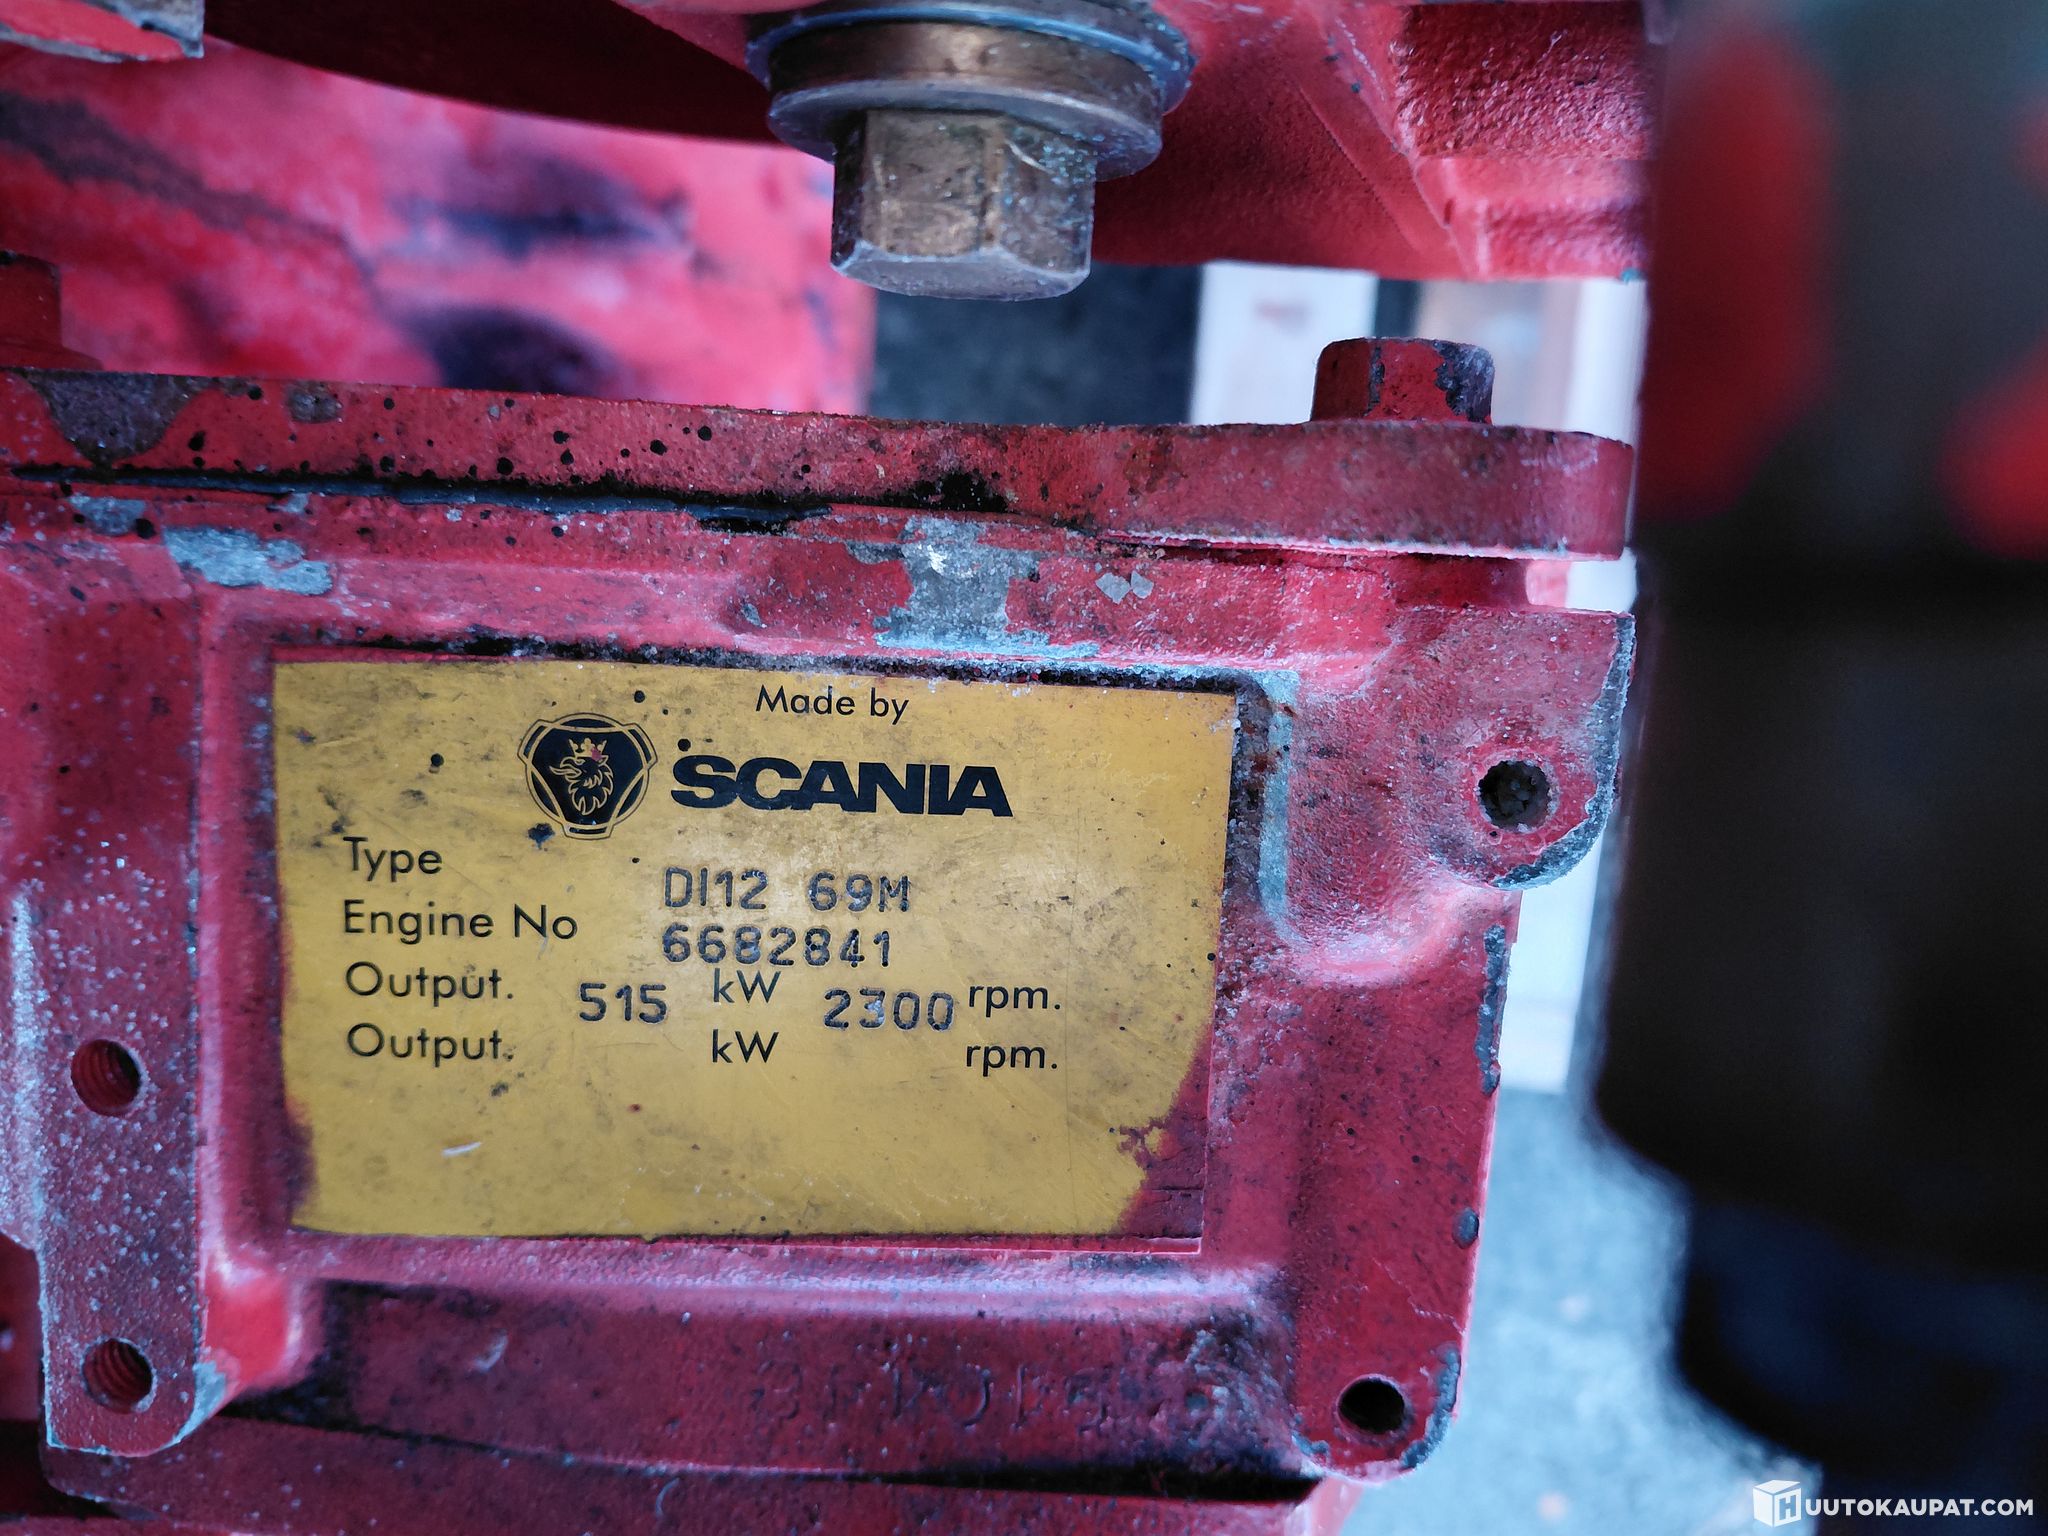 Made by
SCANIA
Type DI12 69M
Engine No 6682841
Output. 515 kW 2300 rpm.
Output. kW rpm.
HUUTOKAUPAT.COM